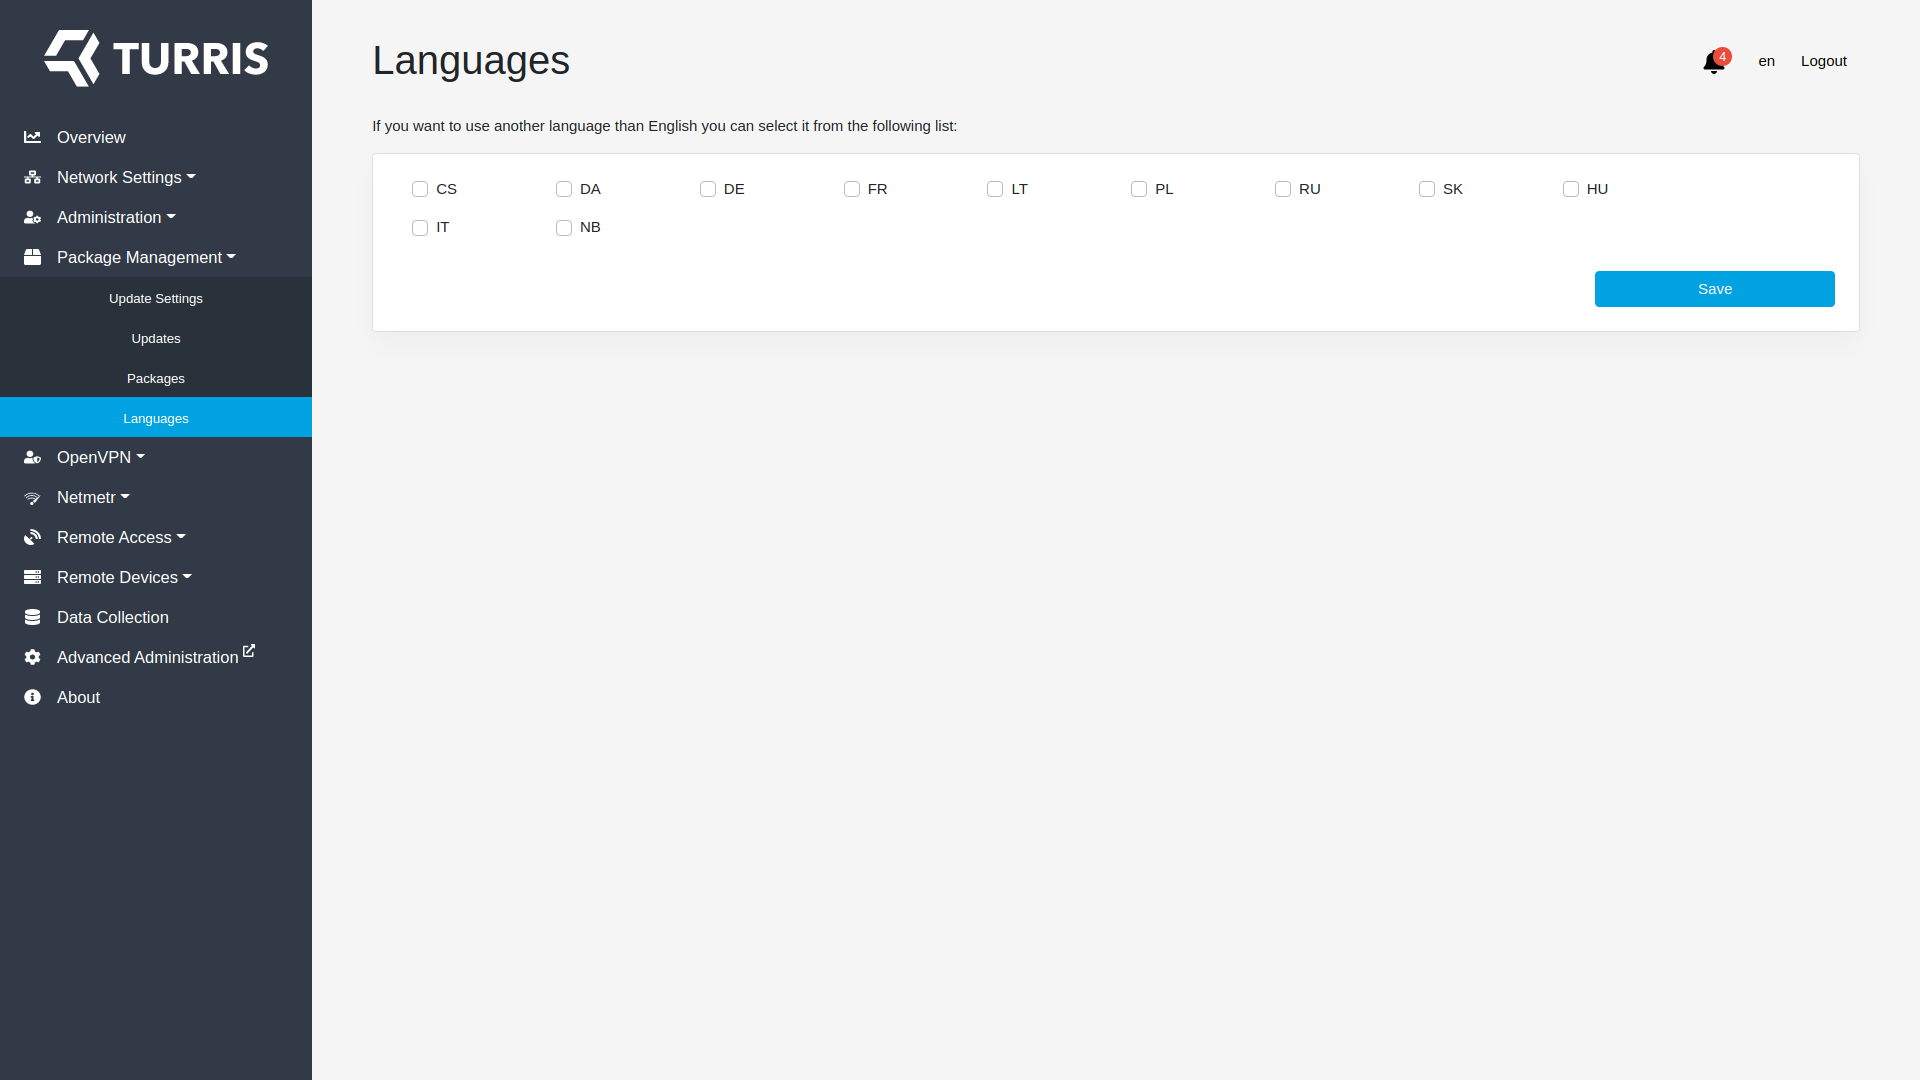 TURRIS
Overview
Network Settings
Administration
Package Management
Update Settings
Updates
Packages
Languages
OpenVPN
Netmetr
Remote Access
Remote Devices
Data Collection
Advanced Administration
About
Languages
4 en Logout
If you want to use another language than English you can select it from the following list:
CS DA DE FR LT PL RU SK HU
IT NB
Save